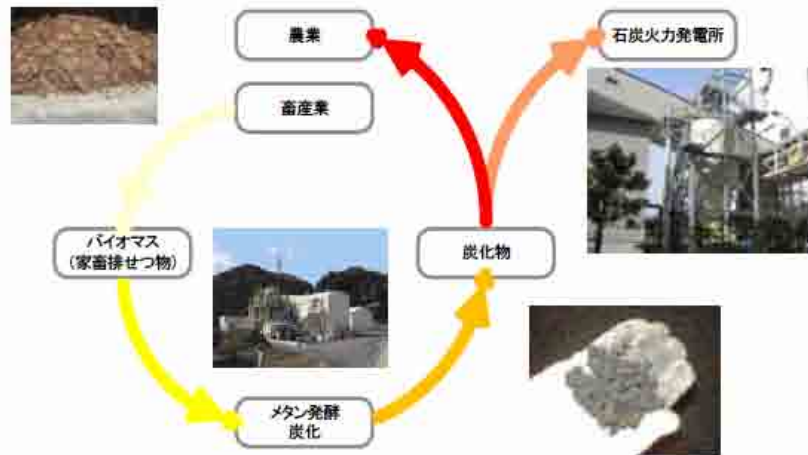 農業
石炭火力発電所
畜産業
バイオマス
(家畜排せつ物)
炭化物
メタン発酵
炭化